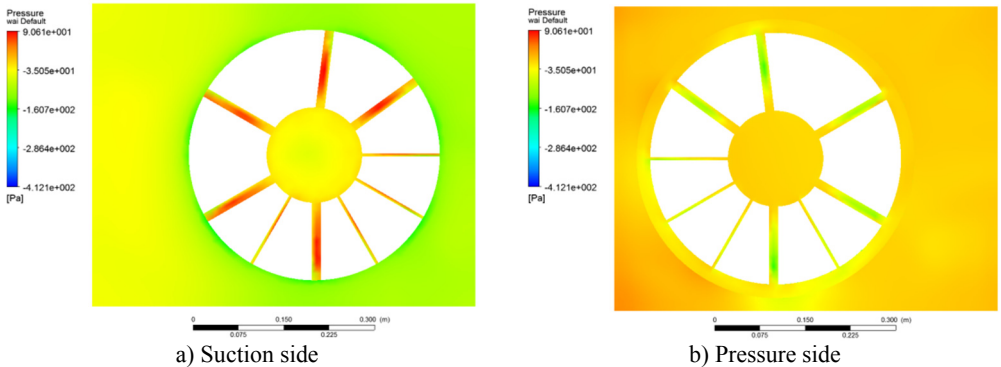 Pressure
wai Default
9.061e+001
-3.505e+001
-1.607e+002
-2.864e+002
-4.121e+002
[Pa]
0 0.150 0.300 (m)
0.075 0.225
a) Suction side
Pressure
wai Default
9.061e+001
-3.505e+001
-1.607e+002
-2.864e+002
-4.121e+002
[Pa]
0 0.150 0.300 (m)
0.075 0.225
b) Pressure side